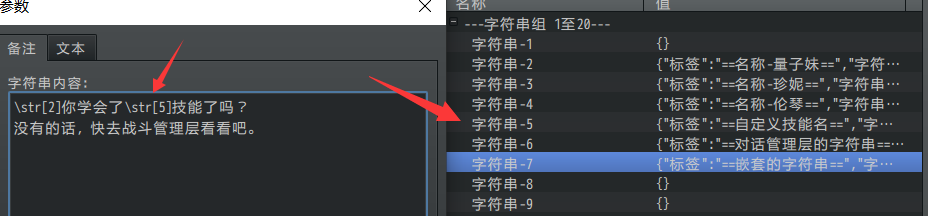 参数
备注 文本
字符串内容:
\str[2]你学会了\str[5]技能了吗？
没有的话，快去战斗管理层看看吧。
名称 值
---字符串组 1至20---
字符串-1 {}
字符串-2 {"标签":"==名称-量子妹==","字符…
字符串-3 {"标签":"==名称-珍妮==","字符串…
字符串-4 {"标签":"==名称-伦琴==","字符串…
字符串-5 {"标签":"==自定义技能名==","字…
字符串-6 {"标签":"==对话管理层的字符串==…
字符串-7 {"标签":"==嵌套的字符串==","字…
字符串-8 {}
字符串-9 {}